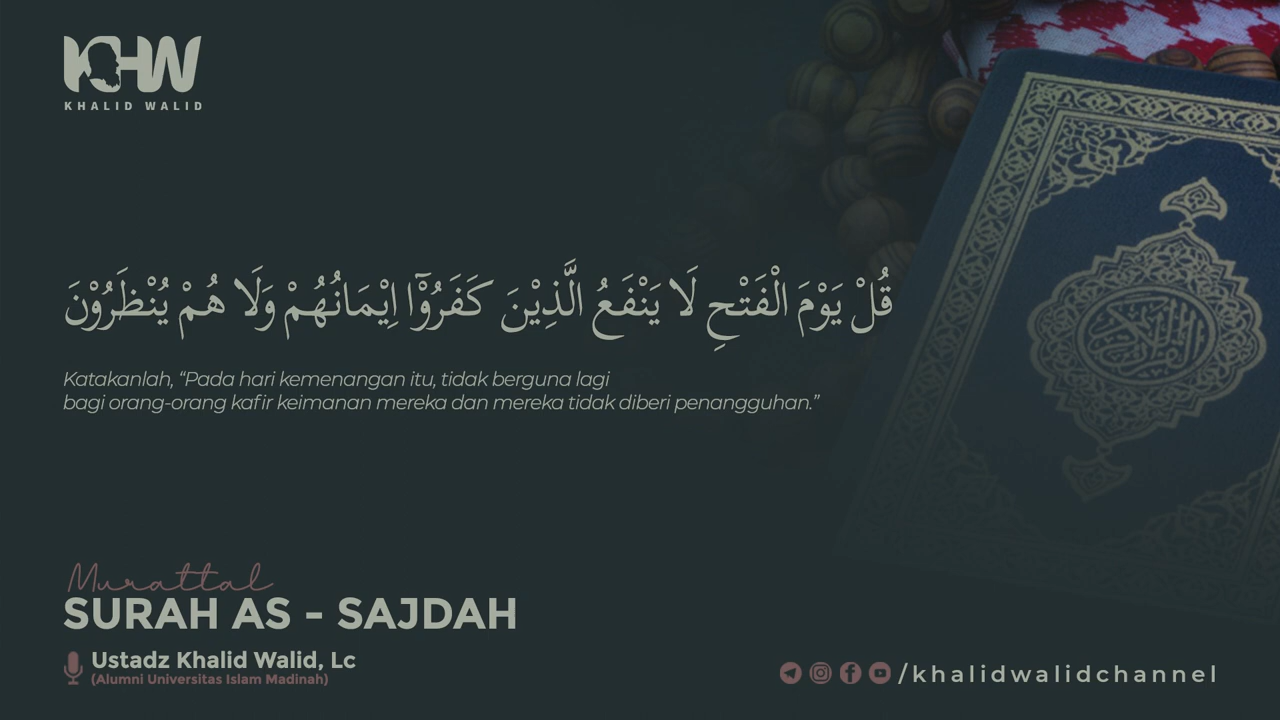 KHW
KHALID WALID
قُلْ يَوْمَ الْفَتْحِ لَا يَنْفَعُ الَّذِيْنَ كَفَرُوْٓا اِيْمَانُهُمْ وَلَا هُمْ يُنْظَرُوْنَ
Katakanlah, “Pada hari kemenangan itu, tidak berguna lagi
bagi orang-orang kafir keimanan mereka dan mereka tidak diberi penangguhan.”
Murattal
SURAH AS - SAJDAH
Ustadz Khalid Walid, Lc
(Alumni Universitas Islam Madinah)
/khalidwalidchannel